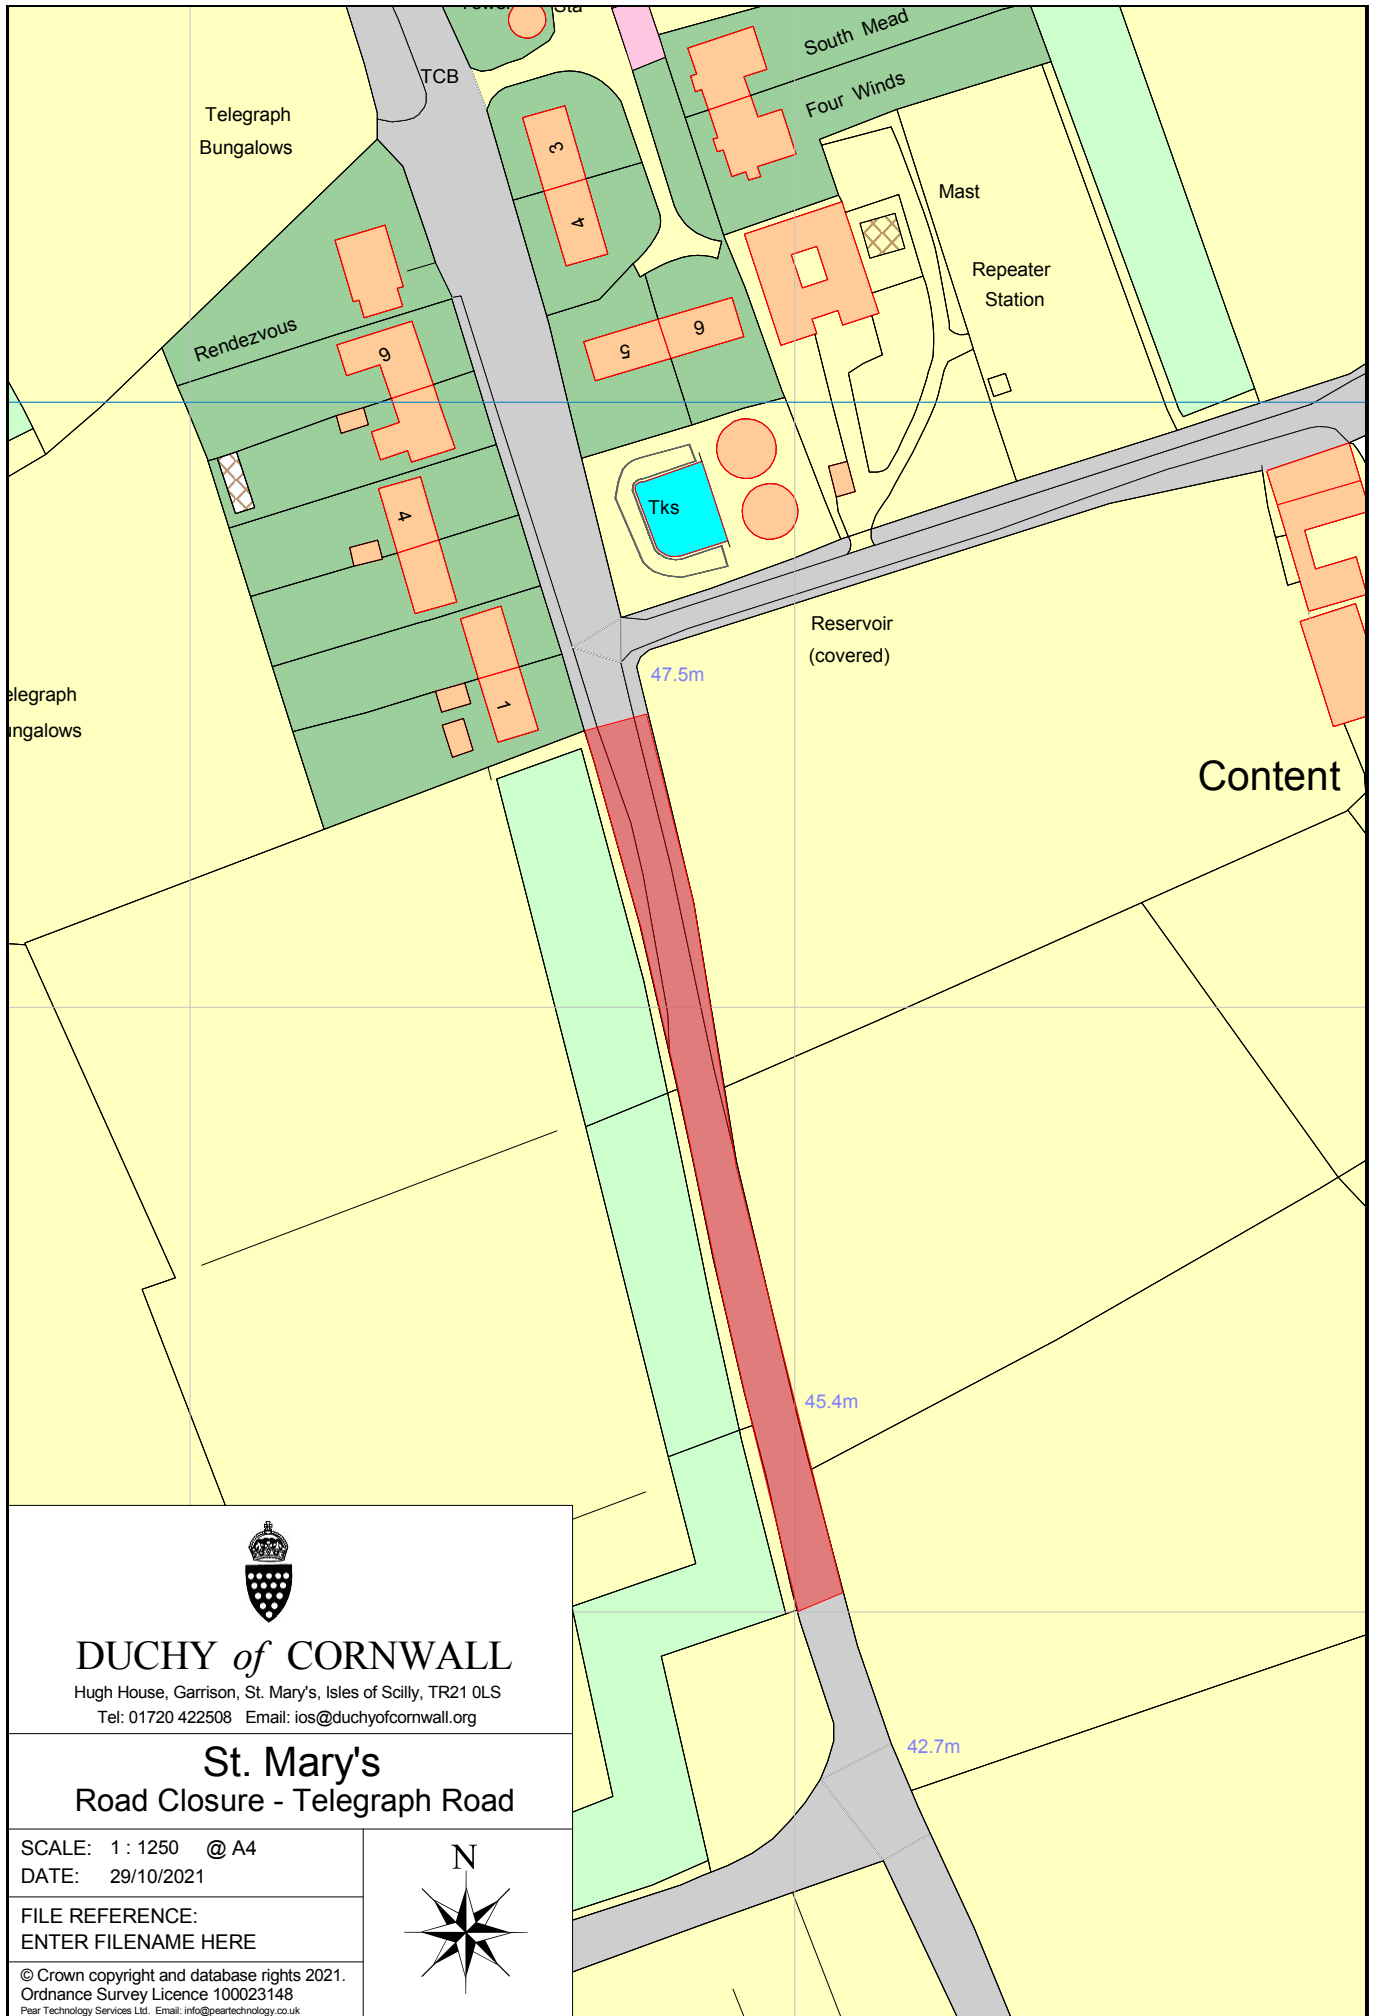 Sta
TCB
South Mead
Four Winds
Telegraph
Bungalows
3
4
Mast
Repeater
Station
Rendezvous
6
5
6
4
Tks
1
Reservoir
(covered)
47.5m
Content
45.4m
42.7m
DUCHY of CORNWALL
Hugh House, Garrison, St. Mary's, Isles of Scilly, TR21 0LS
Tel: 01720 422508 Email: ios@duchyofcornwall.org
St. Mary's
Road Closure - Telegraph Road
SCALE: 1 : 1250 @ A4
DATE: 29/10/2021
N
FILE REFERENCE:
ENTER FILENAME HERE
© Crown copyright and database rights 2021.
Ordnance Survey Licence 100023148
Pear Technology Services Ltd. Email: info@peartechnology.co.uk